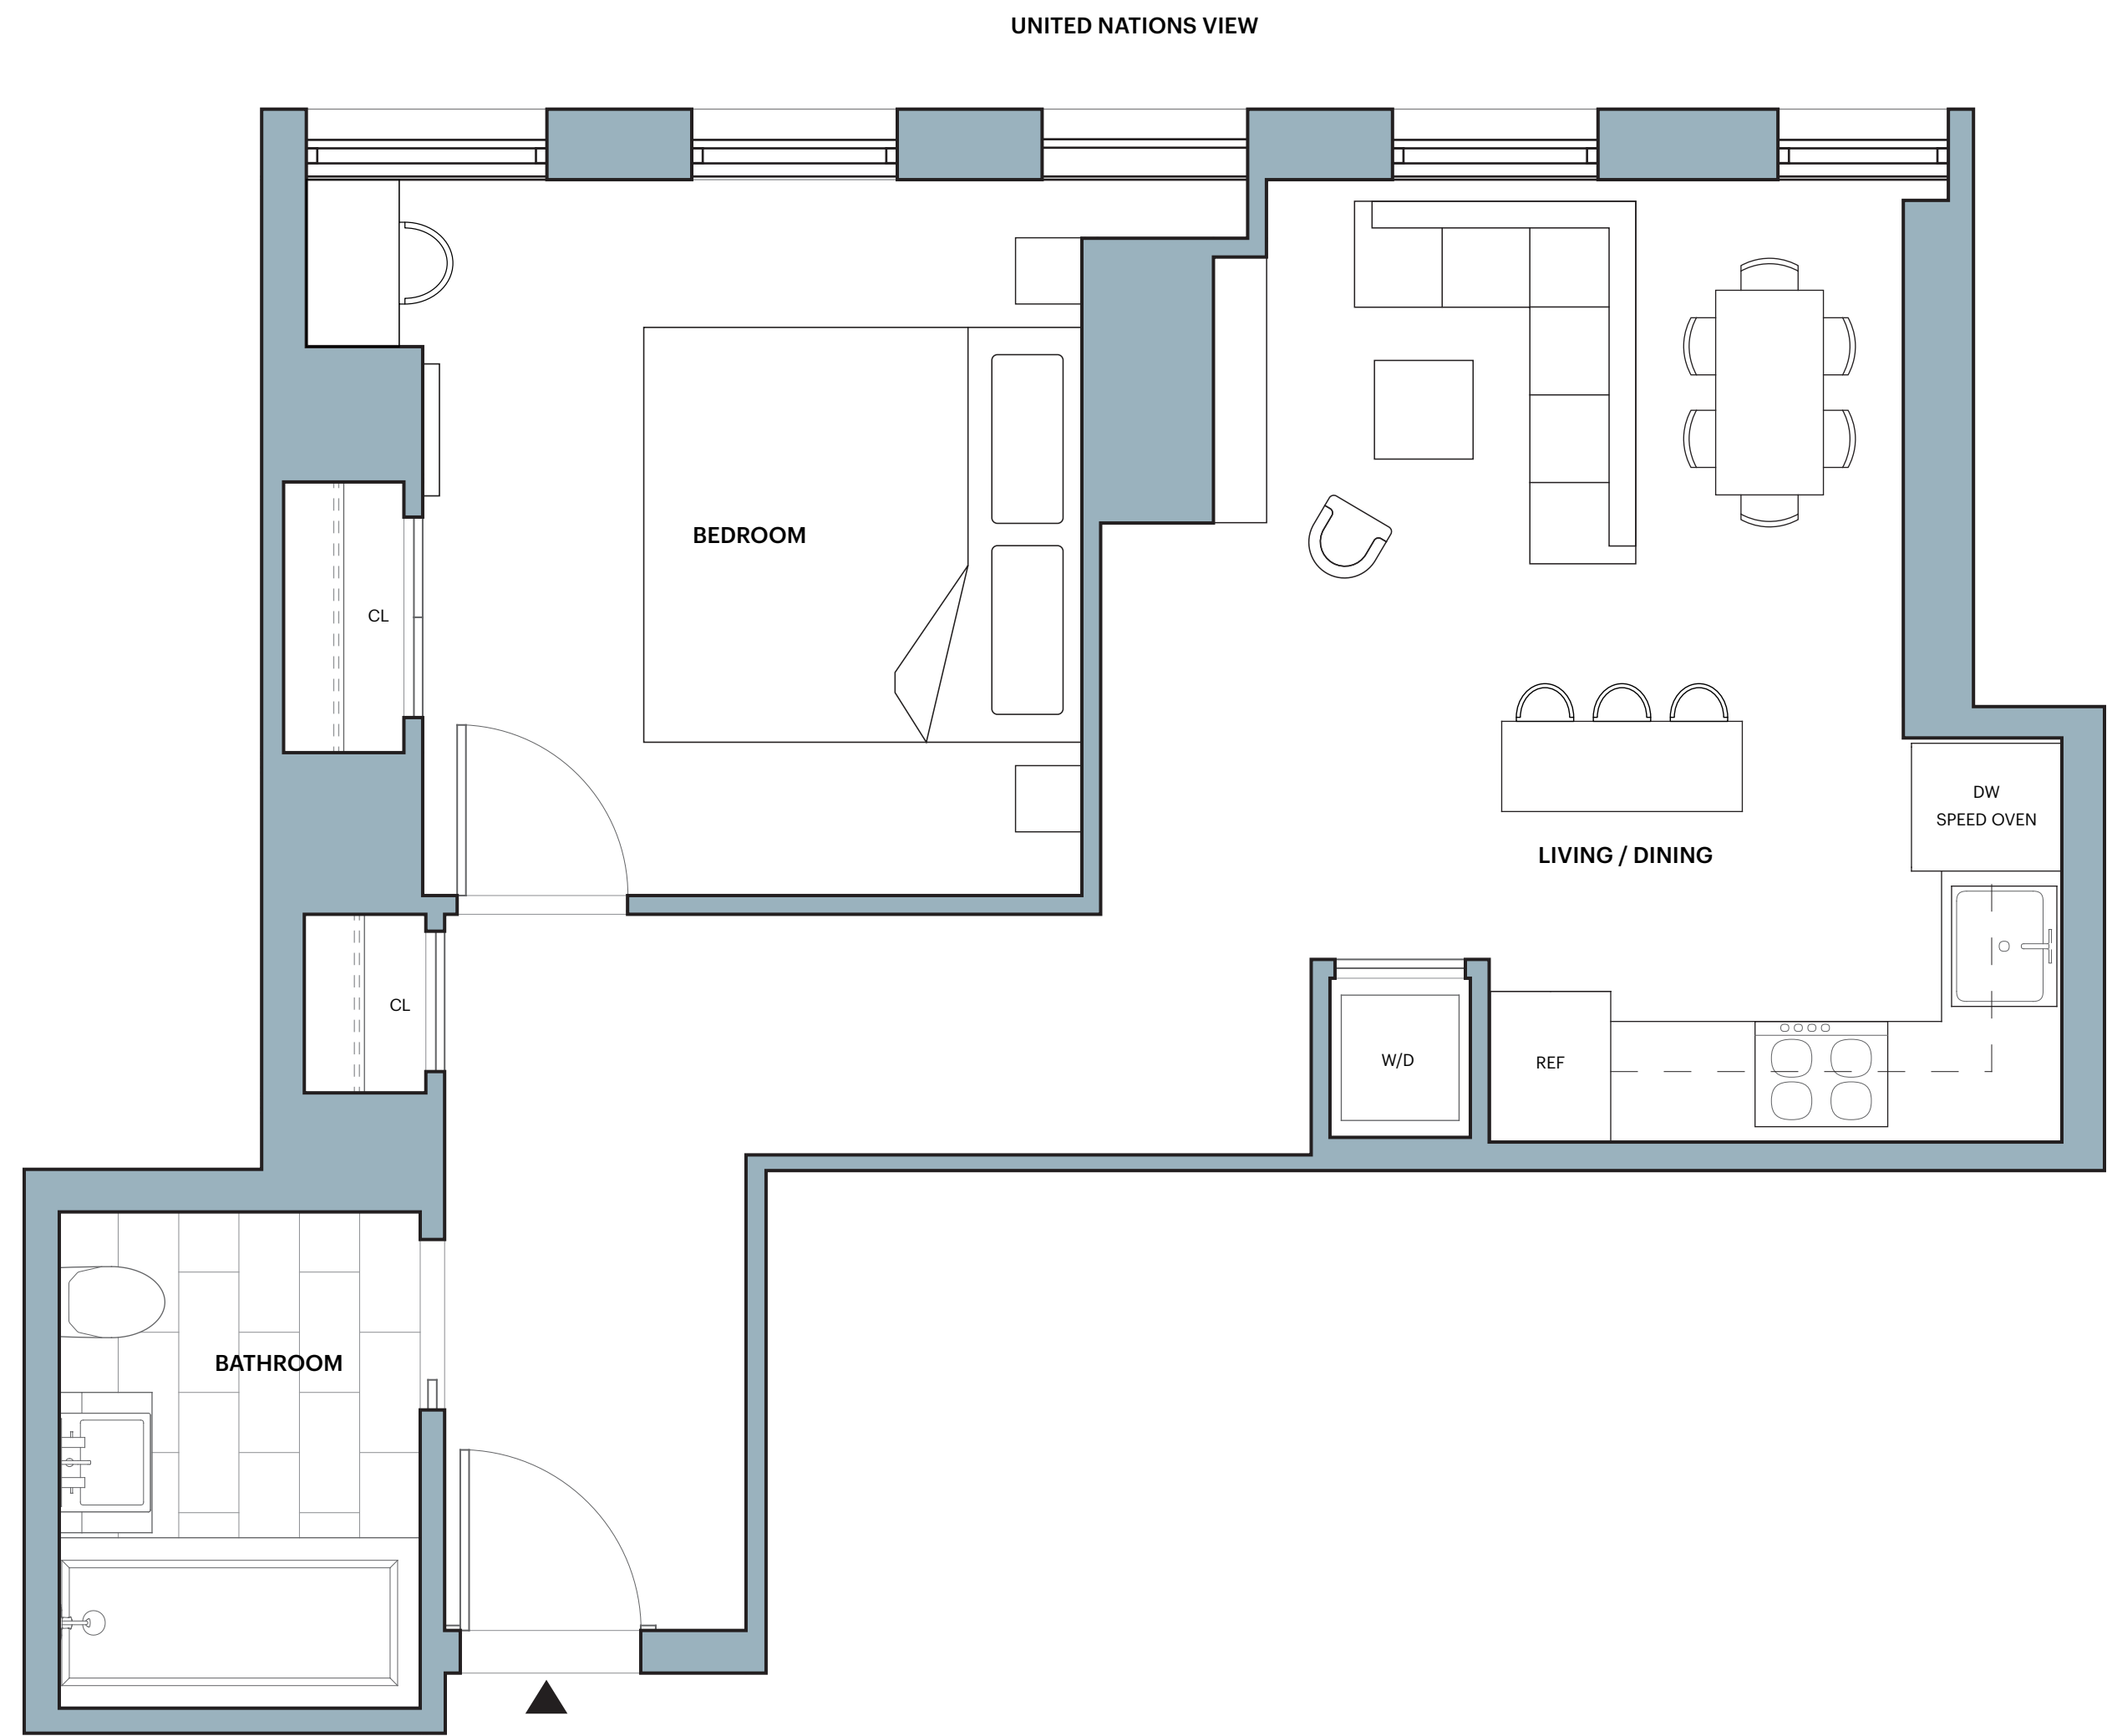 UNITED NATIONS VIEW
BEDROOM
CL
DW
SPEED OVEN
LIVING / DINING
CL
W/D
REF
BATHROOM